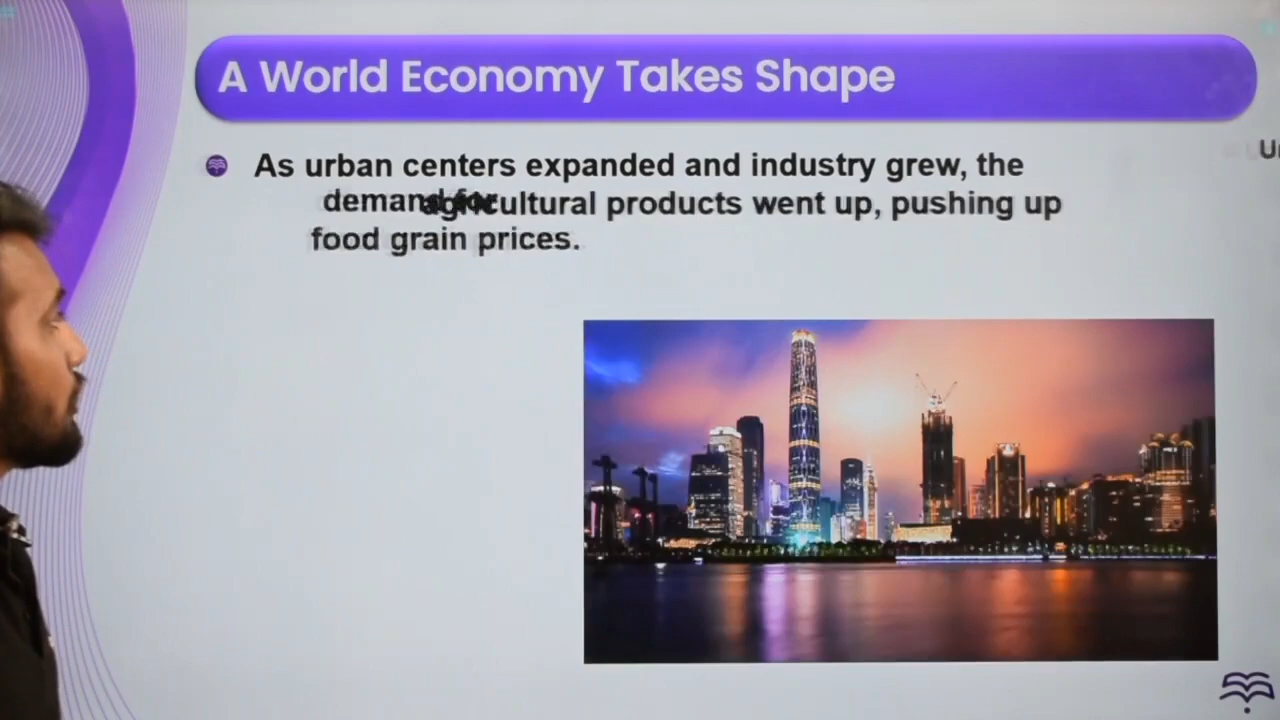 A World Economy Takes Shape
As urban centers expanded and industry grew, the
demand for
agricultural products went up, pushing up
food grain prices.